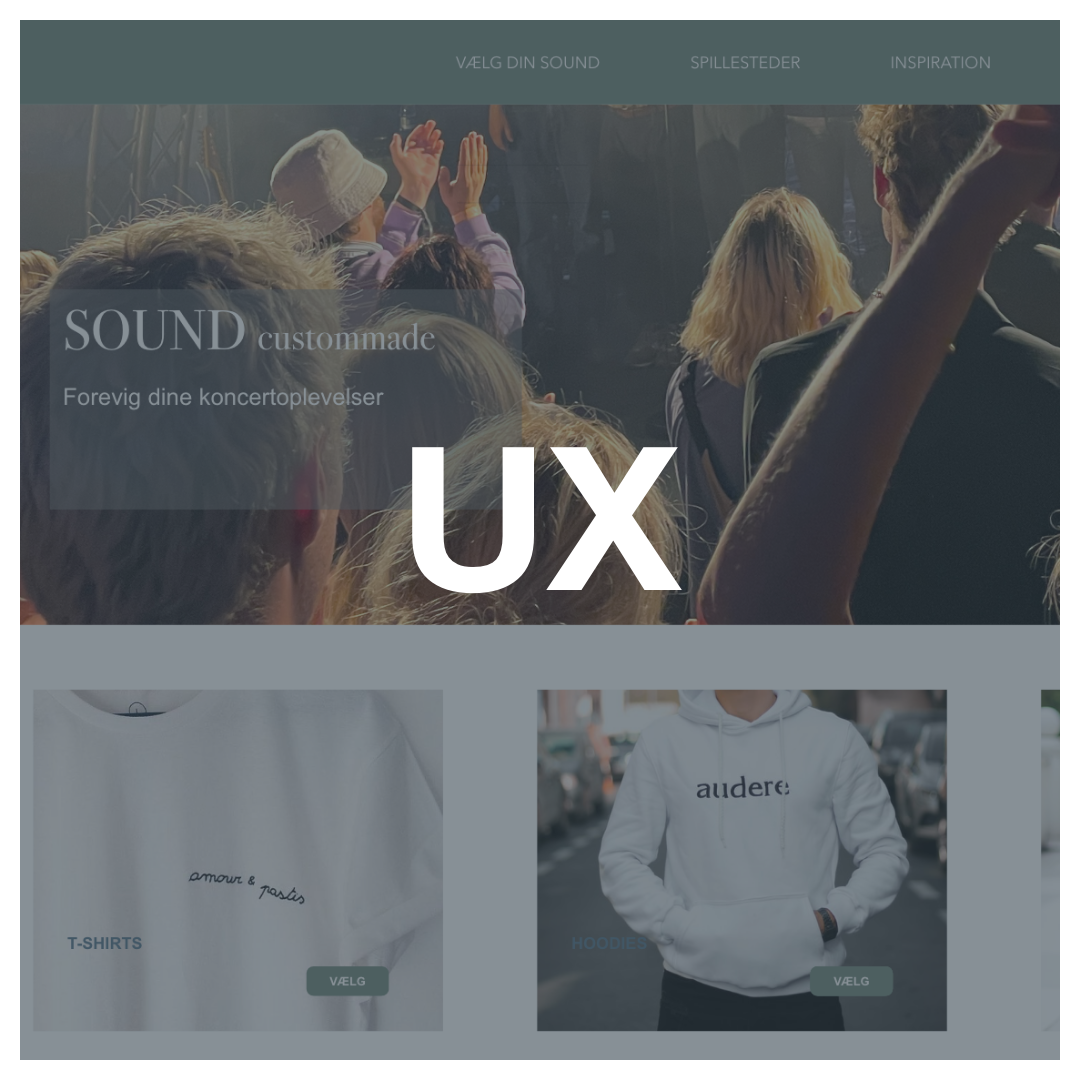 VÆLG DIN SOUND SPILLESTEDER INSPIRATION
SOUND custommade
Forevig dine koncertoplevelser
UX
amour & pastis
T-SHIRTS
VÆLG
audere
HOODIES
VÆLG